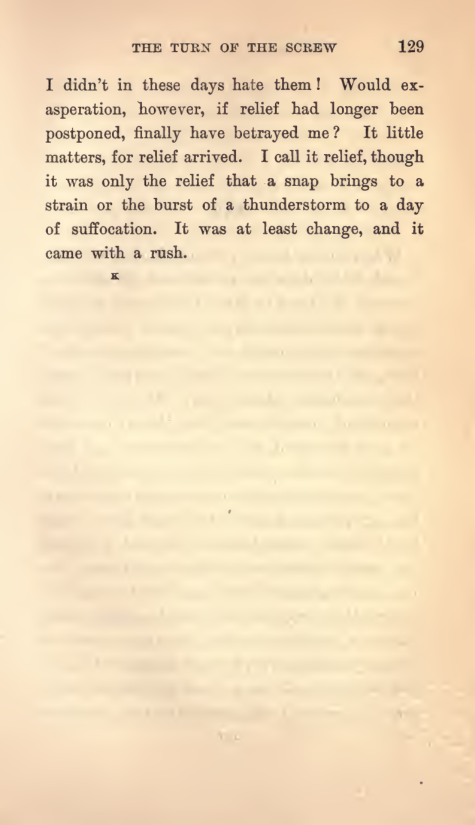 THE TURN OF THE SCREW 129
I didn't in these days hate them! Would ex-
asperation, however, if relief had longer been
postponed, finally have betrayed me? It little
matters, for relief arrived. I call it relief, though
it was only the relief that a snap brings to a
strain or the burst of a thunderstorm to a day
of suffocation. It was at least change, and it
came with a rush.
K